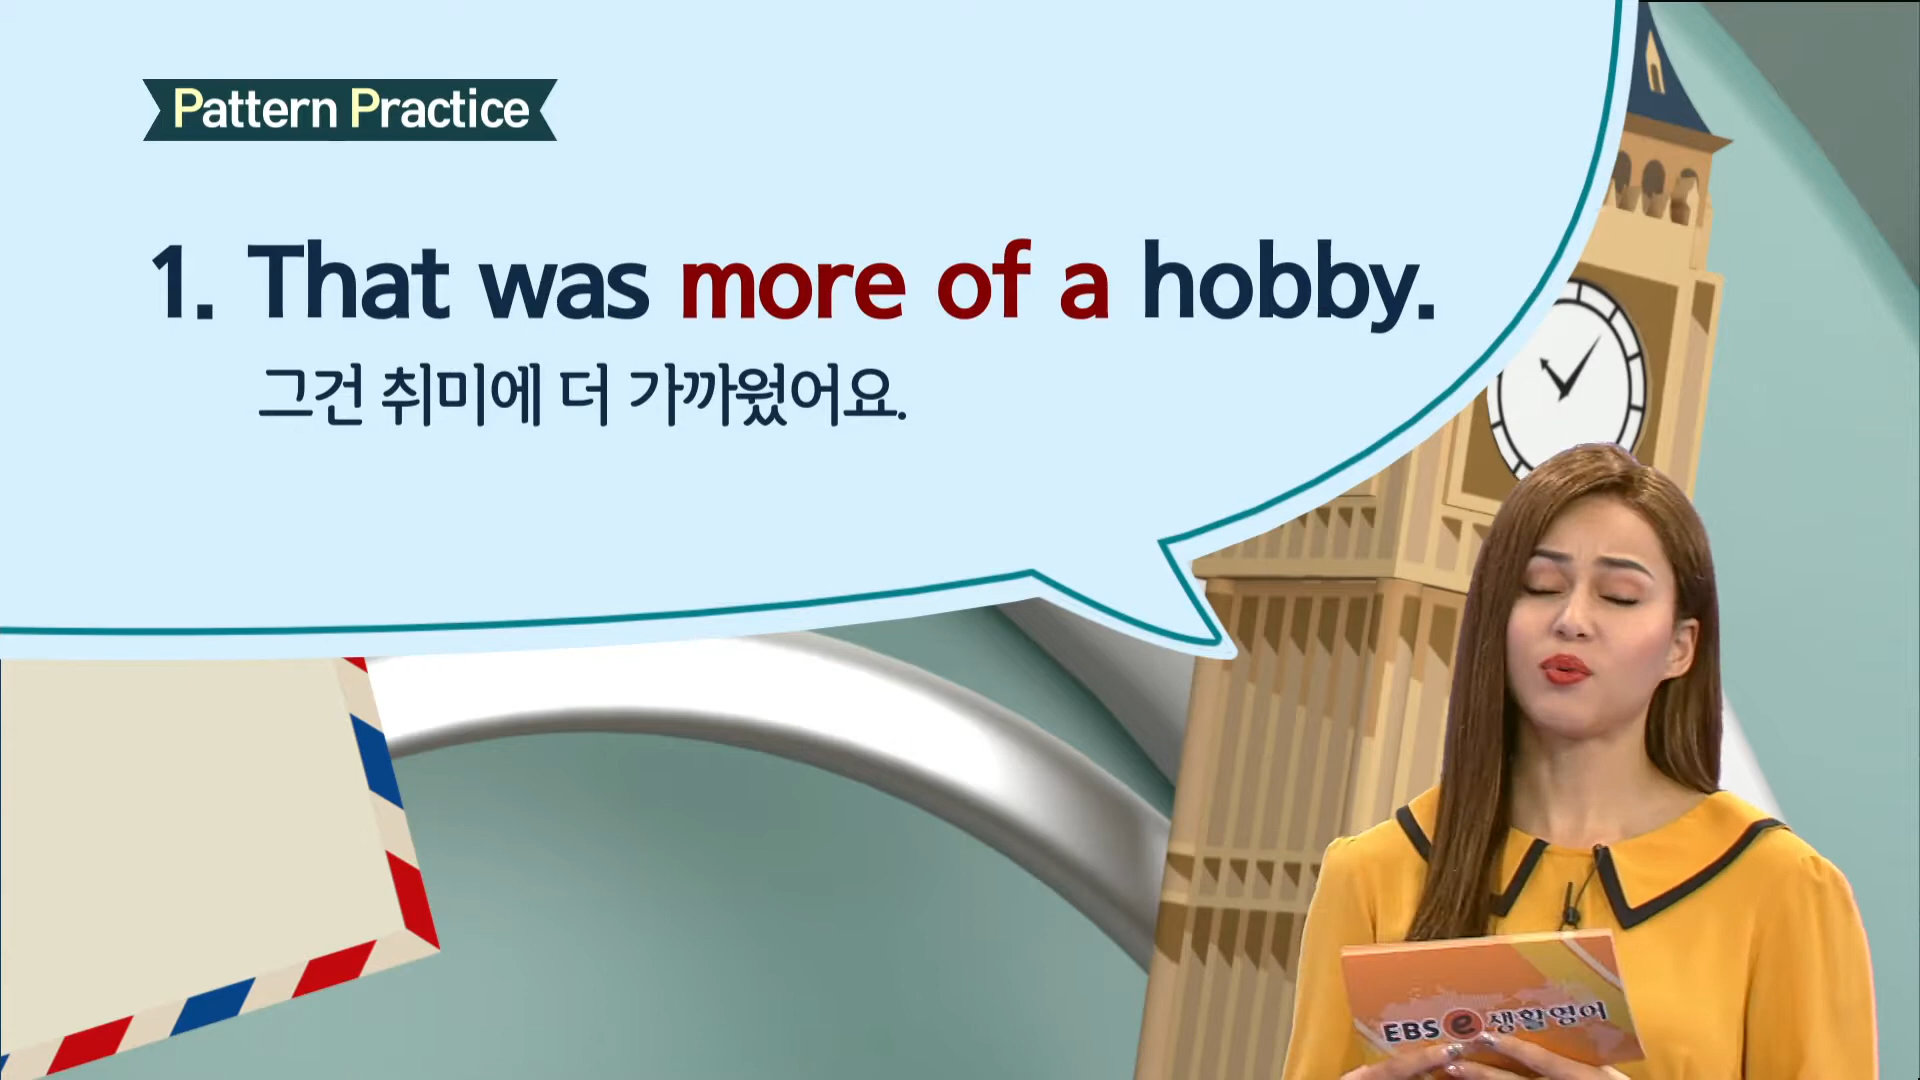 Pattern Practice
1. That was more of a hobby.
그건 취미에 더 가까웠어요.
EBS e 생활영어